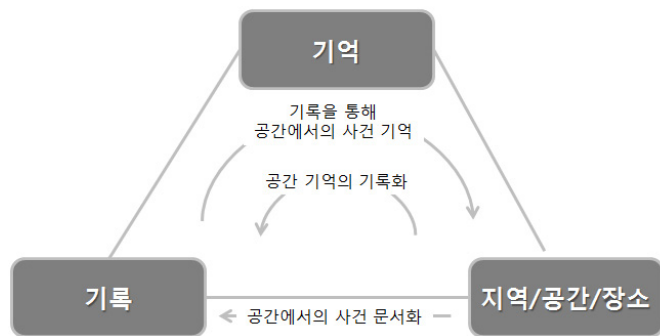 기억
기록을 통해
공간에서의 사건 기억
공간 기억의 기록화
기록
지역/공간/장소
공간에서의 사건 문서화